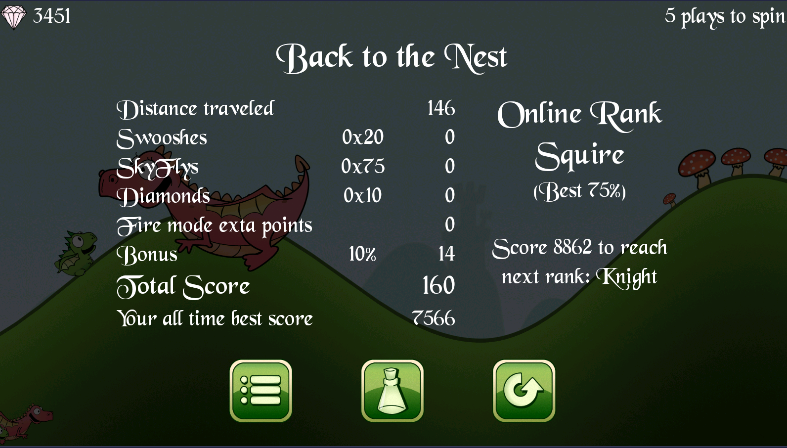 3451
5 plays to spin
Back to the Nest
Distance traveled 146
Swooshes 0x20 0
SkyFlys 0x75 0
Diamonds 0x10 0
Fire mode exta points 0
Bonus 10% 14
Total Score 160
Your all time best score 7566
Online Rank
Squire
(Best 75%)
Score 8862 to reach
next rank: Knight